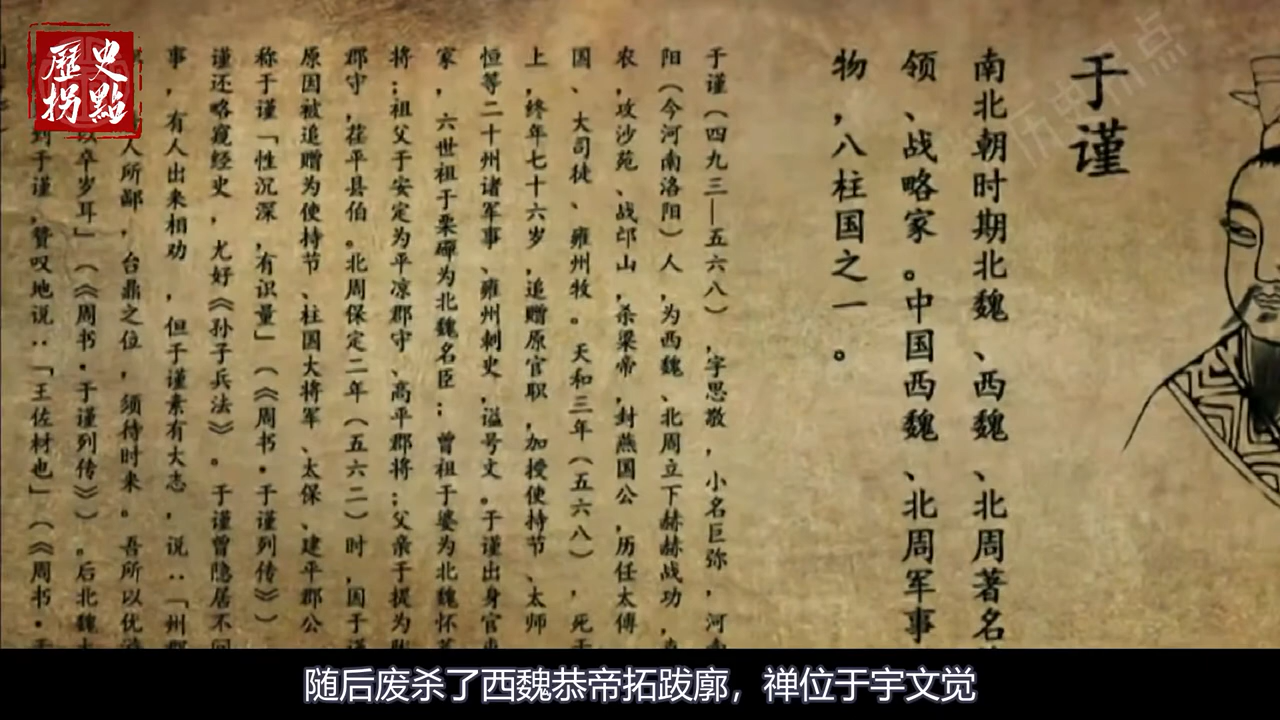 歷史
拐點
历史拐点
于谨
南北朝时期北魏、西魏、北周著名
领、战略家。中国西魏、北周军事
物,八柱国之一。
于谨(四九三—五六八),字思敬,小名巨弥,河南
阳(今河南洛阳)人,为西魏、北周立下赫赫战功,
农,攻沙苑、战邙山,杀梁帝,封燕国公,历任太傅
国、大司徒、雍州牧。天和三年(五六八),死于
上,终年七十六岁,追赠原官职,加授使持节、太师
恒等二十州诸军事、雍州刺史,谥号文。于谨出身官
家,六世祖于栗磾为北魏名臣;曾祖于婆为北魏怀荒
将;祖父于安定为平凉郡守、高平郡将;父亲于提为陇
郡守,茌平县伯。北周保定二年(五六二)时,因于谨
原因被追赠为使持节、柱国大将军、太保、建平郡公
称于谨「性沉深,有识量」(《周书·于谨列传》)
谨还略窥经史,尤好《孙子兵法》。于谨曾隐居不问
事,有人出来相劝,但于谨素有大志,说:「州郡
人所鄙,台鼎之位,须待时来。吾所以优游
以卒岁耳」(《周书·于谨列传》)。后北魏太
到于谨,赞叹地说:「王佐材也」(《周书·于
随后废杀了西魏恭帝拓跋廓，禅位于宇文觉